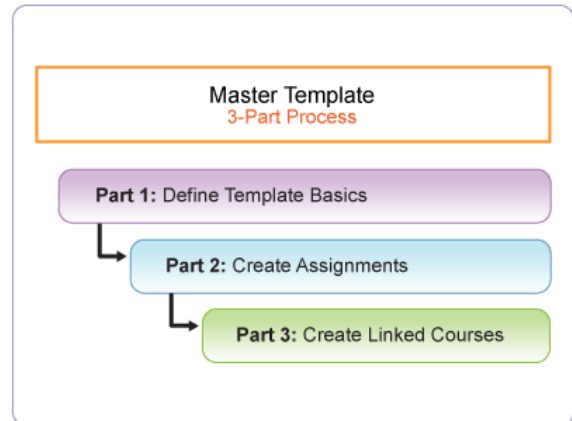 Master Template
3-Part Process
Part 1: Define Template Basics
Part 2: Create Assignments
Part 3: Create Linked Courses